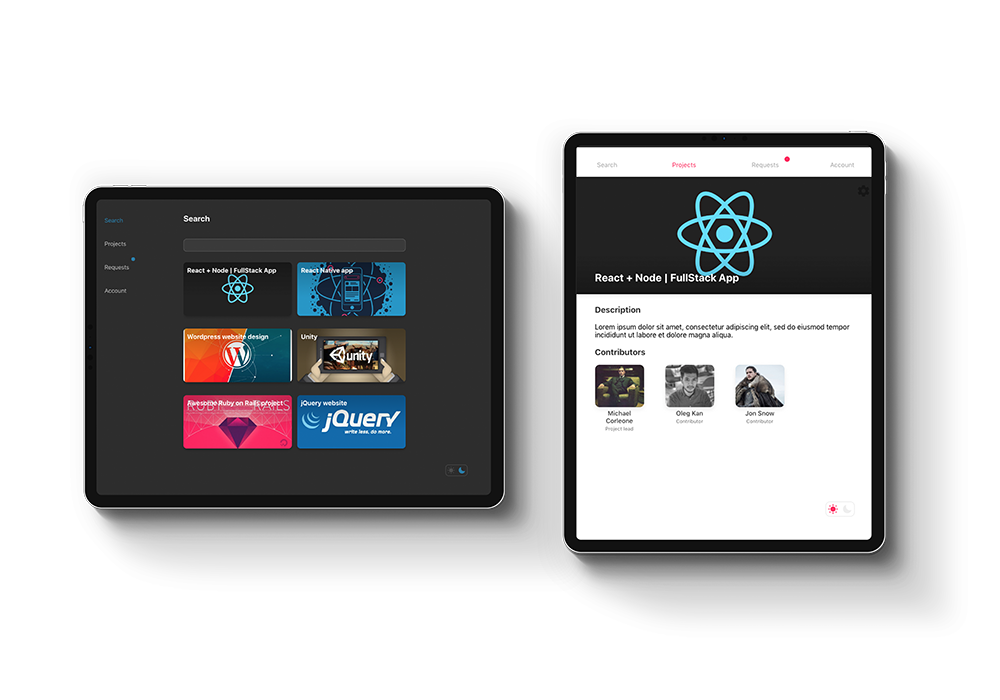 Search
Projects
Requests
Account
Search
React + Node | FullStack App
React Native app
Wordpress website design
Unity
unity
Awesome Ruby on Rails project
RUBY ON RAILS
jQuery website
jQuery
write less, do more.
Search
Projects
Requests
Account
React + Node | FullStack App
Description
Lorem ipsum dolor sit amet, consectetur adipiscing elit, sed do eiusmod tempor
incididunt ut labore et dolore magna aliqua.
Contributors
Michael
Corleone
Project lead
Oleg Kan
Contributor
Jon Snow
Contributor